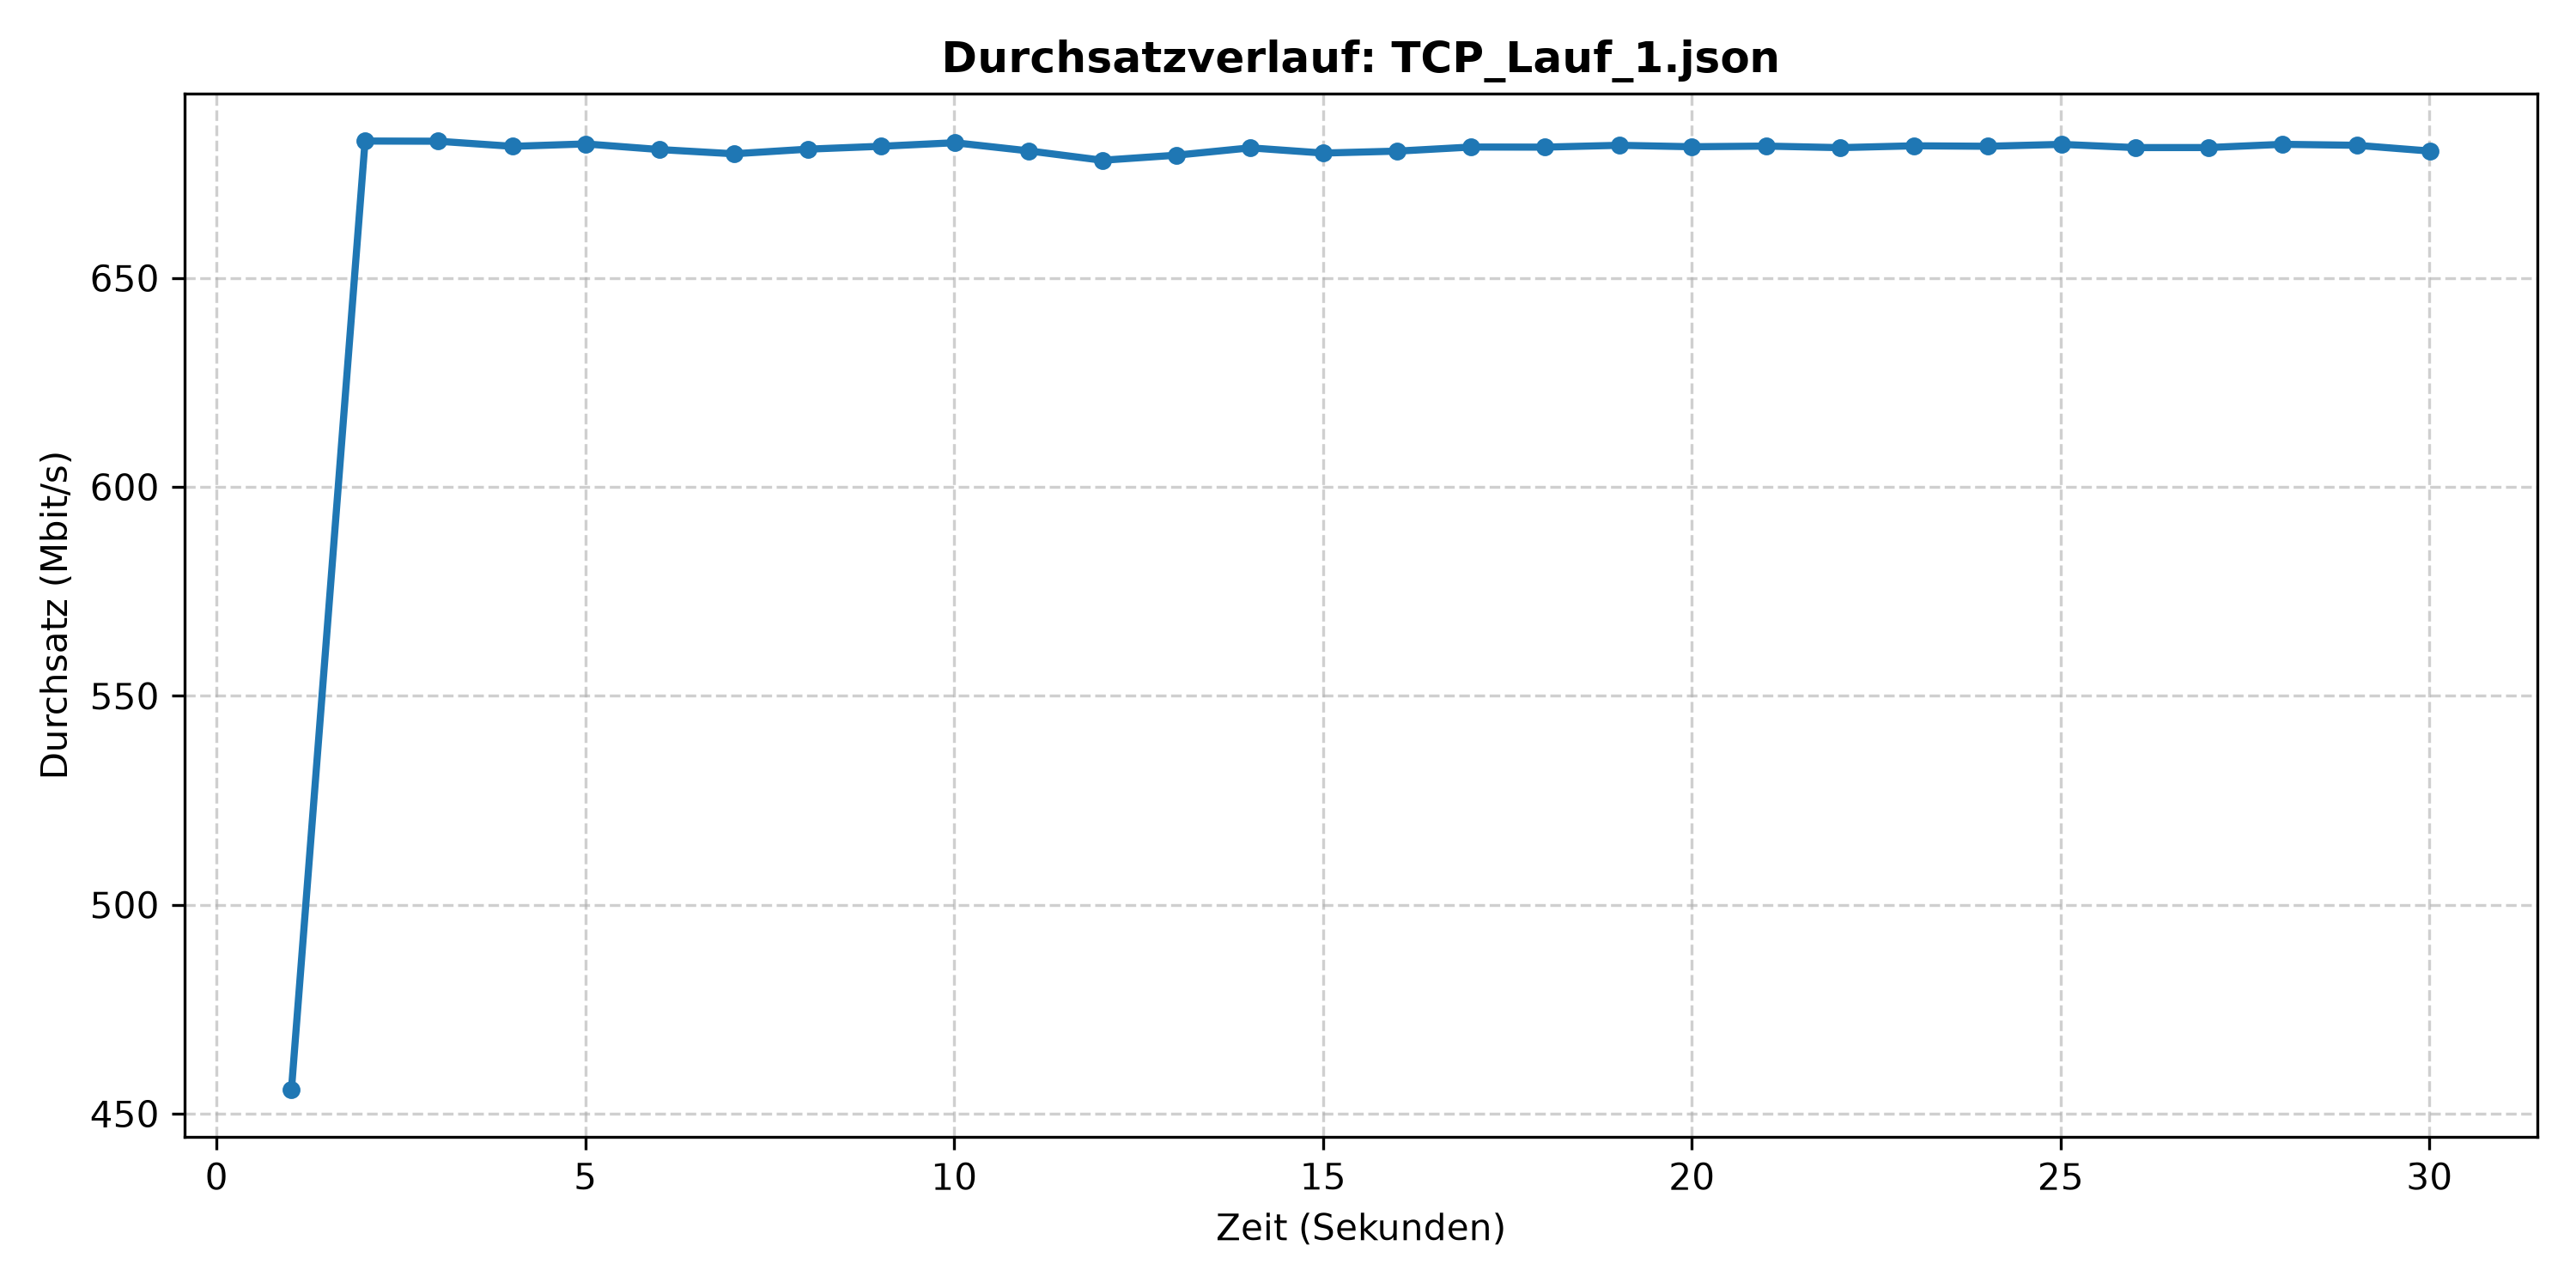 Durchsatzverlauf: TCP_Lauf_1.json
Durchsatz (Mbit/s)
650
600
550
500
450
0 5 10 15 20 25 30
Zeit (Sekunden)